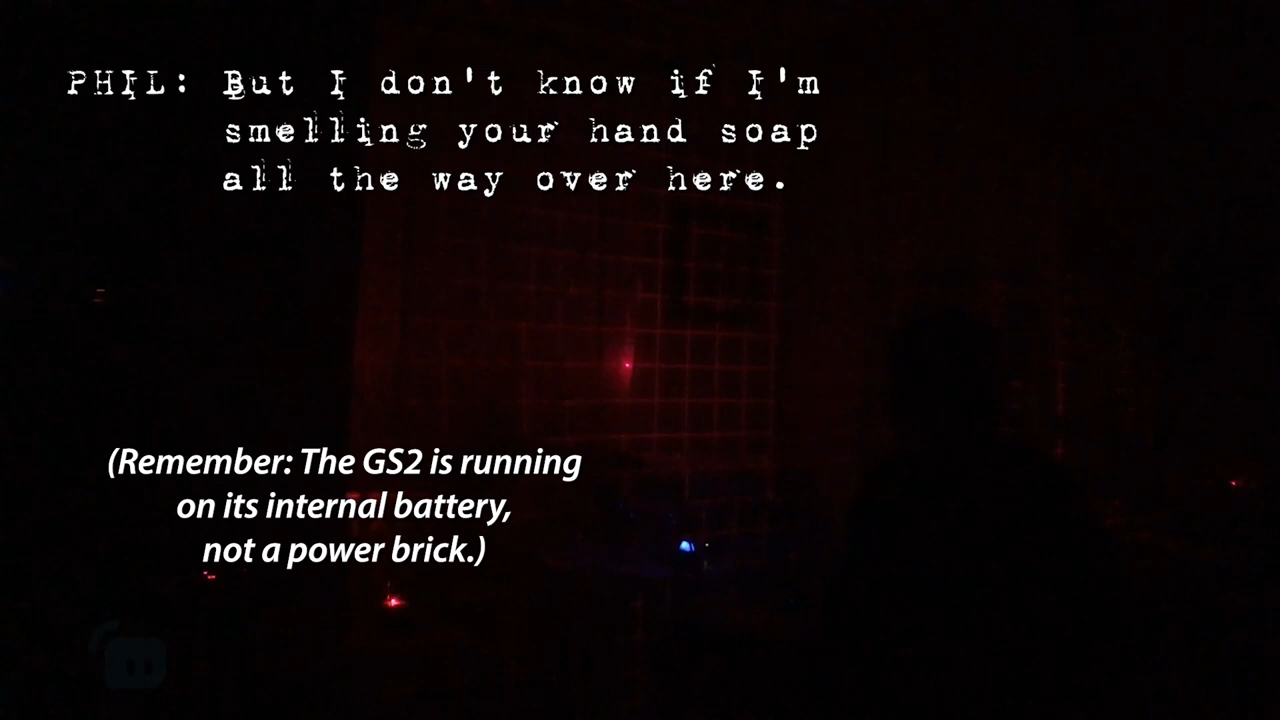 PHIL: But I don't know if I'm
smelling your hand soap
all the way over here.
(Remember: The GS2 is running
on its internal battery,
not a power brick.)